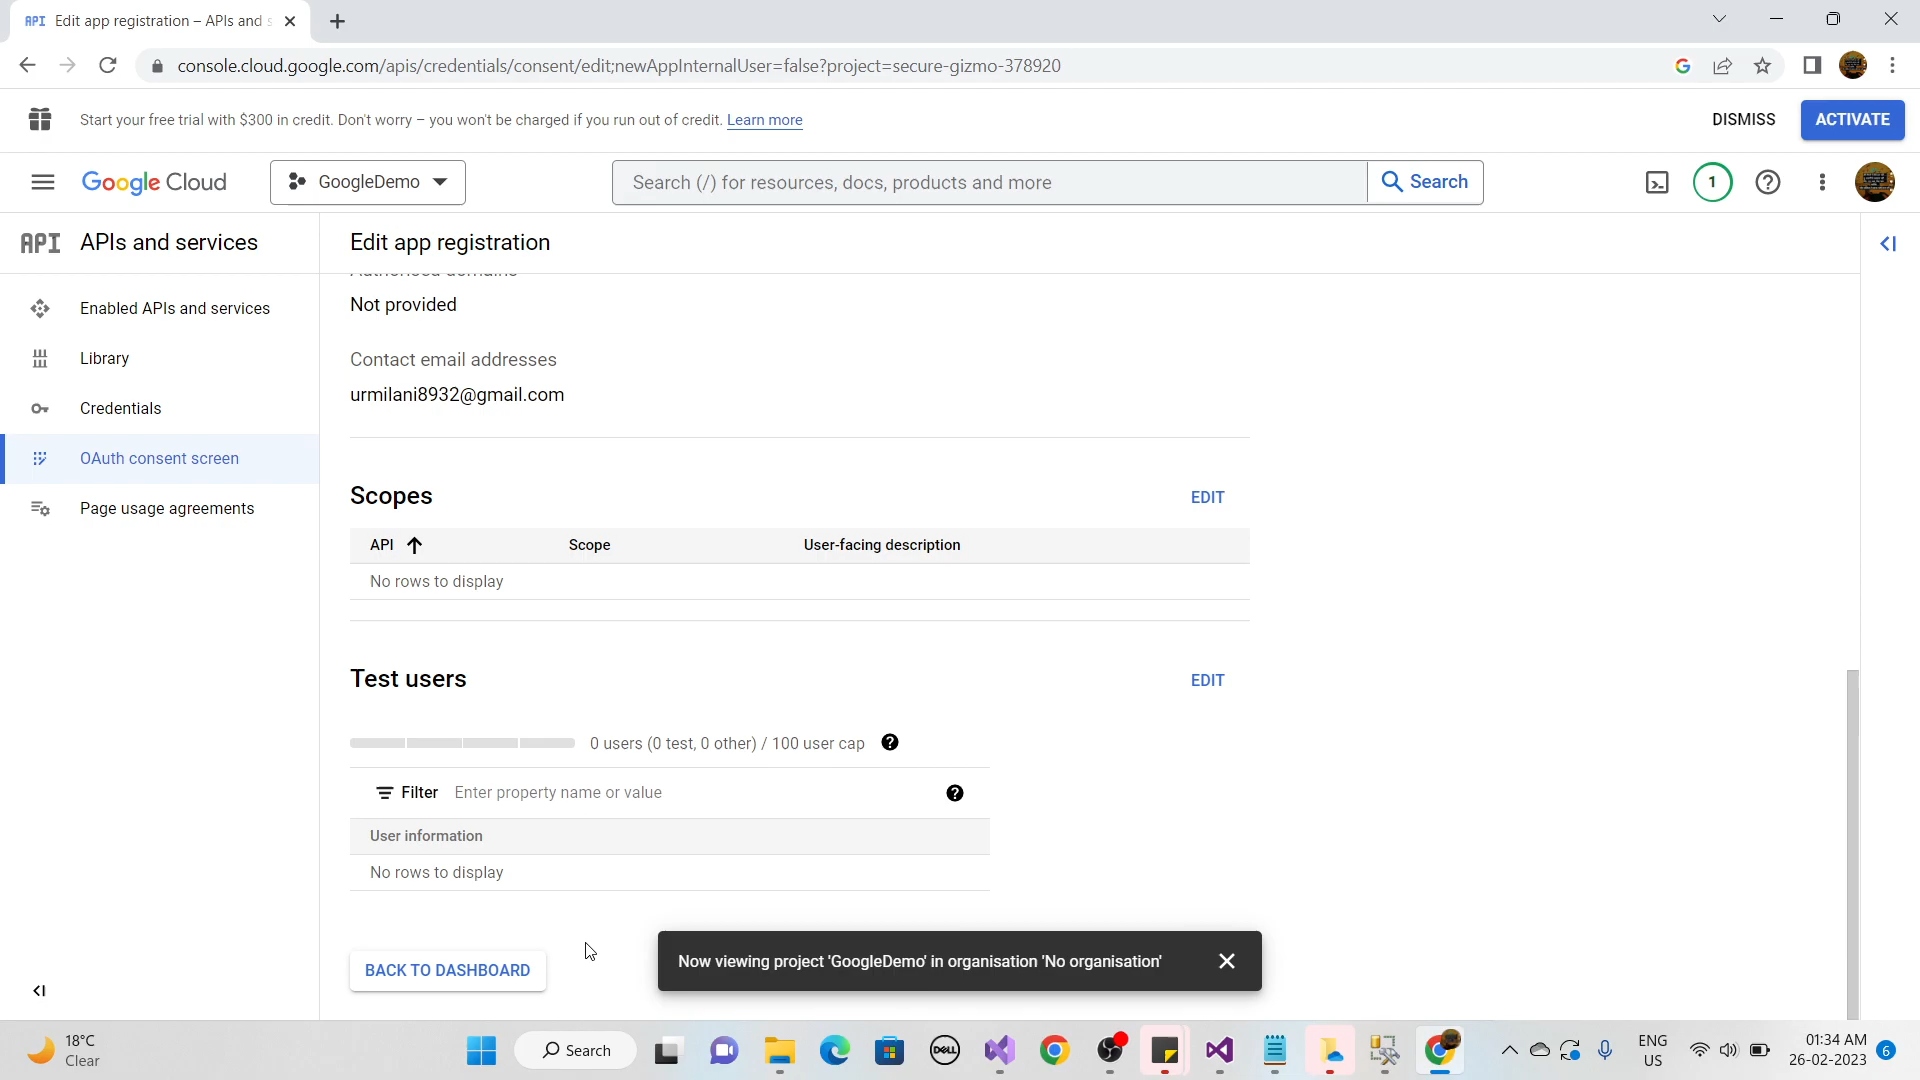 API Edit app registration – APIs and s
console.cloud.google.com/apis/credentials/consent/edit;newAppInternalUser=false?project=secure-gizmo-378920
Start your free trial with $300 in credit. Don't worry – you won't be charged if you run out of credit. Learn more
DISMISS
ACTIVATE
Google Cloud
GoogleDemo
Search (/) for resources, docs, products and more
Search
1
API APIs and services
Edit app registration
Enabled APIs and services
Library
Credentials
OAuth consent screen
Page usage agreements
Authorised domains
Not provided
Contact email addresses
urmilani8932@gmail.com
Scopes
EDIT
API Scope User-facing description
No rows to display
Test users
EDIT
0 users (0 test, 0 other) / 100 user cap
Filter Enter property name or value
User information
No rows to display
BACK TO DASHBOARD
Now viewing project 'GoogleDemo' in organisation 'No organisation'
18°C
Clear
Search
DELL
ENG
US
01:34 AM
26-02-2023
6